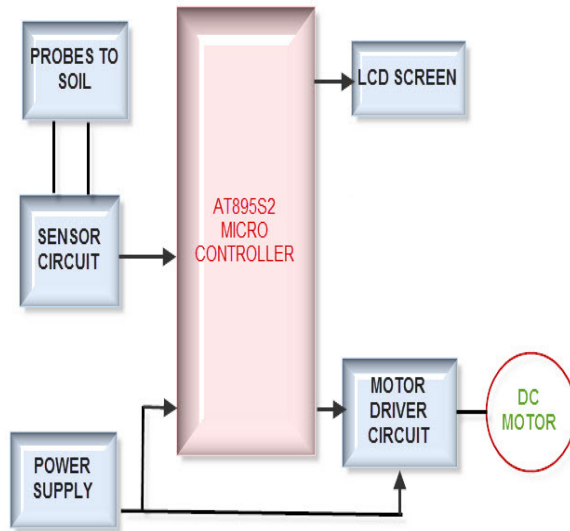 PROBES TO
SOIL
LCD SCREEN
AT895S2
MICRO
CONTROLLER
SENSOR
CIRCUIT
MOTOR
DRIVER
CIRCUIT
DC
MOTOR
POWER
SUPPLY